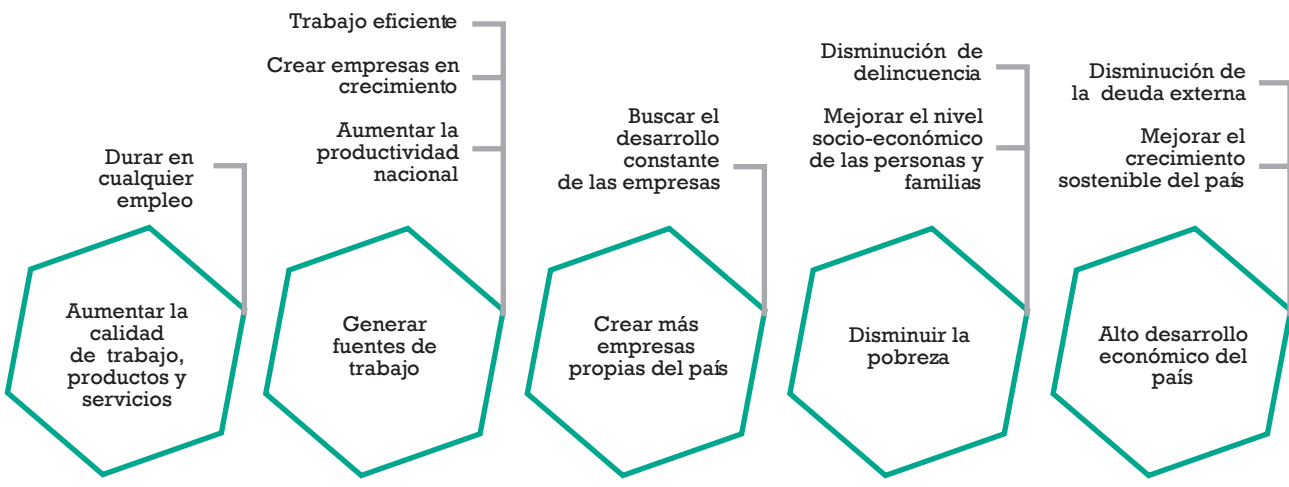 Durar en
cualquier
empleo
Aumentar la
calidad
de trabajo,
productos y
servicios
Trabajo eficiente
Crear empresas en
crecimiento
Aumentar la
productividad
nacional
Generar
fuentes de
trabajo
Buscar el
desarrollo
constante
de las empresas
Crear más
empresas
propias del país
Disminución de
delincuencia
Mejorar el nivel
socio-económico
de las personas y
familias
Disminuir la
pobreza
Disminución de
la deuda externa
Mejorar el
crecimiento
sostenible del país
Alto desarrollo
económico del
país